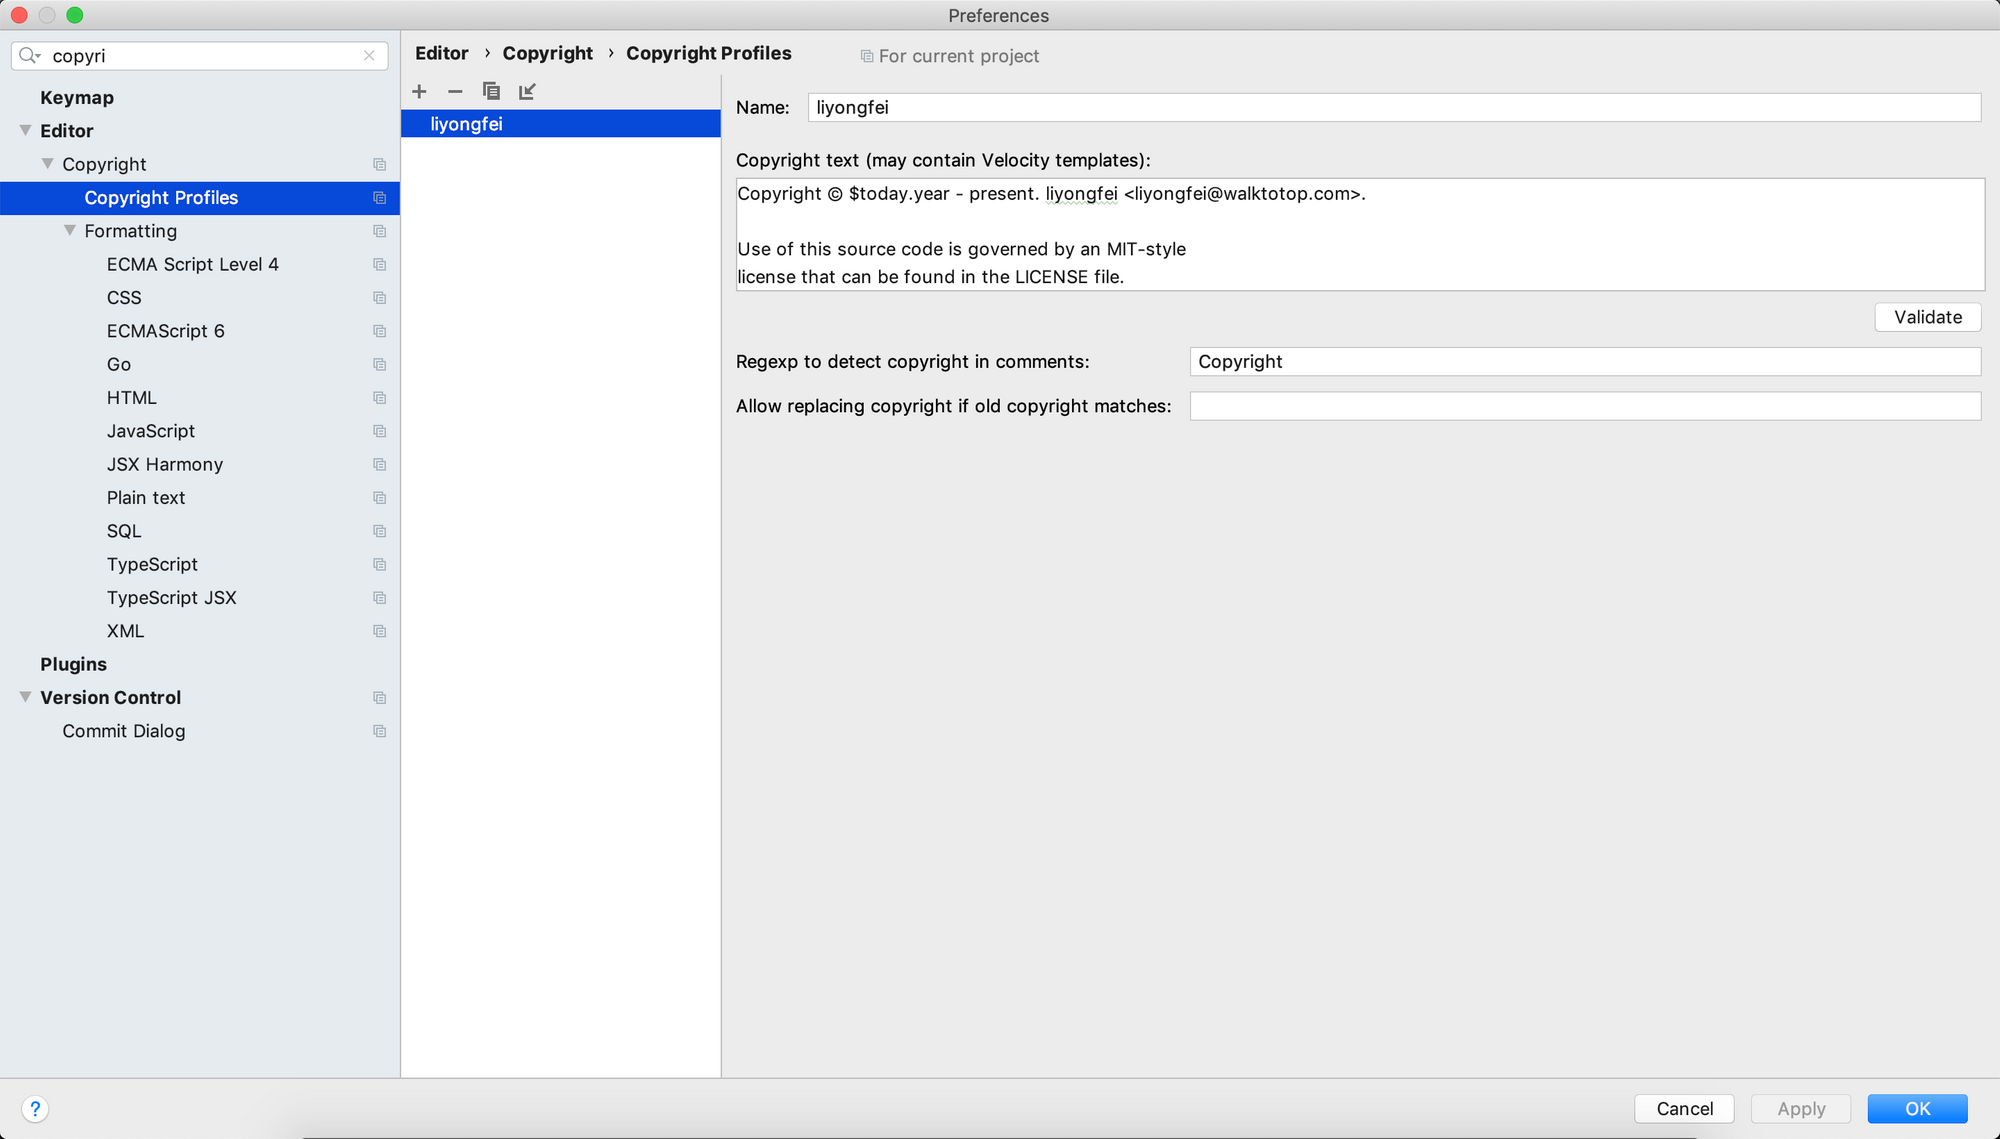 Preferences
copyri
Keymap
Editor
Copyright
Copyright Profiles
Formatting
ECMA Script Level 4
CSS
ECMAScript 6
Go
HTML
JavaScript
JSX Harmony
Plain text
SQL
TypeScript
TypeScript JSX
XML
Plugins
Version Control
Commit Dialog
Editor › Copyright › Copyright Profiles
For current project
liyongfei
Name: liyongfei
Copyright text (may contain Velocity templates):
Copyright © $today.year - present. liyongfei <liyongfei@walktotop.com>.
Use of this source code is governed by an MIT-style
license that can be found in the LICENSE file.
Validate
Regexp to detect copyright in comments: Copyright
Allow replacing copyright if old copyright matches:
?
Cancel
Apply
OK